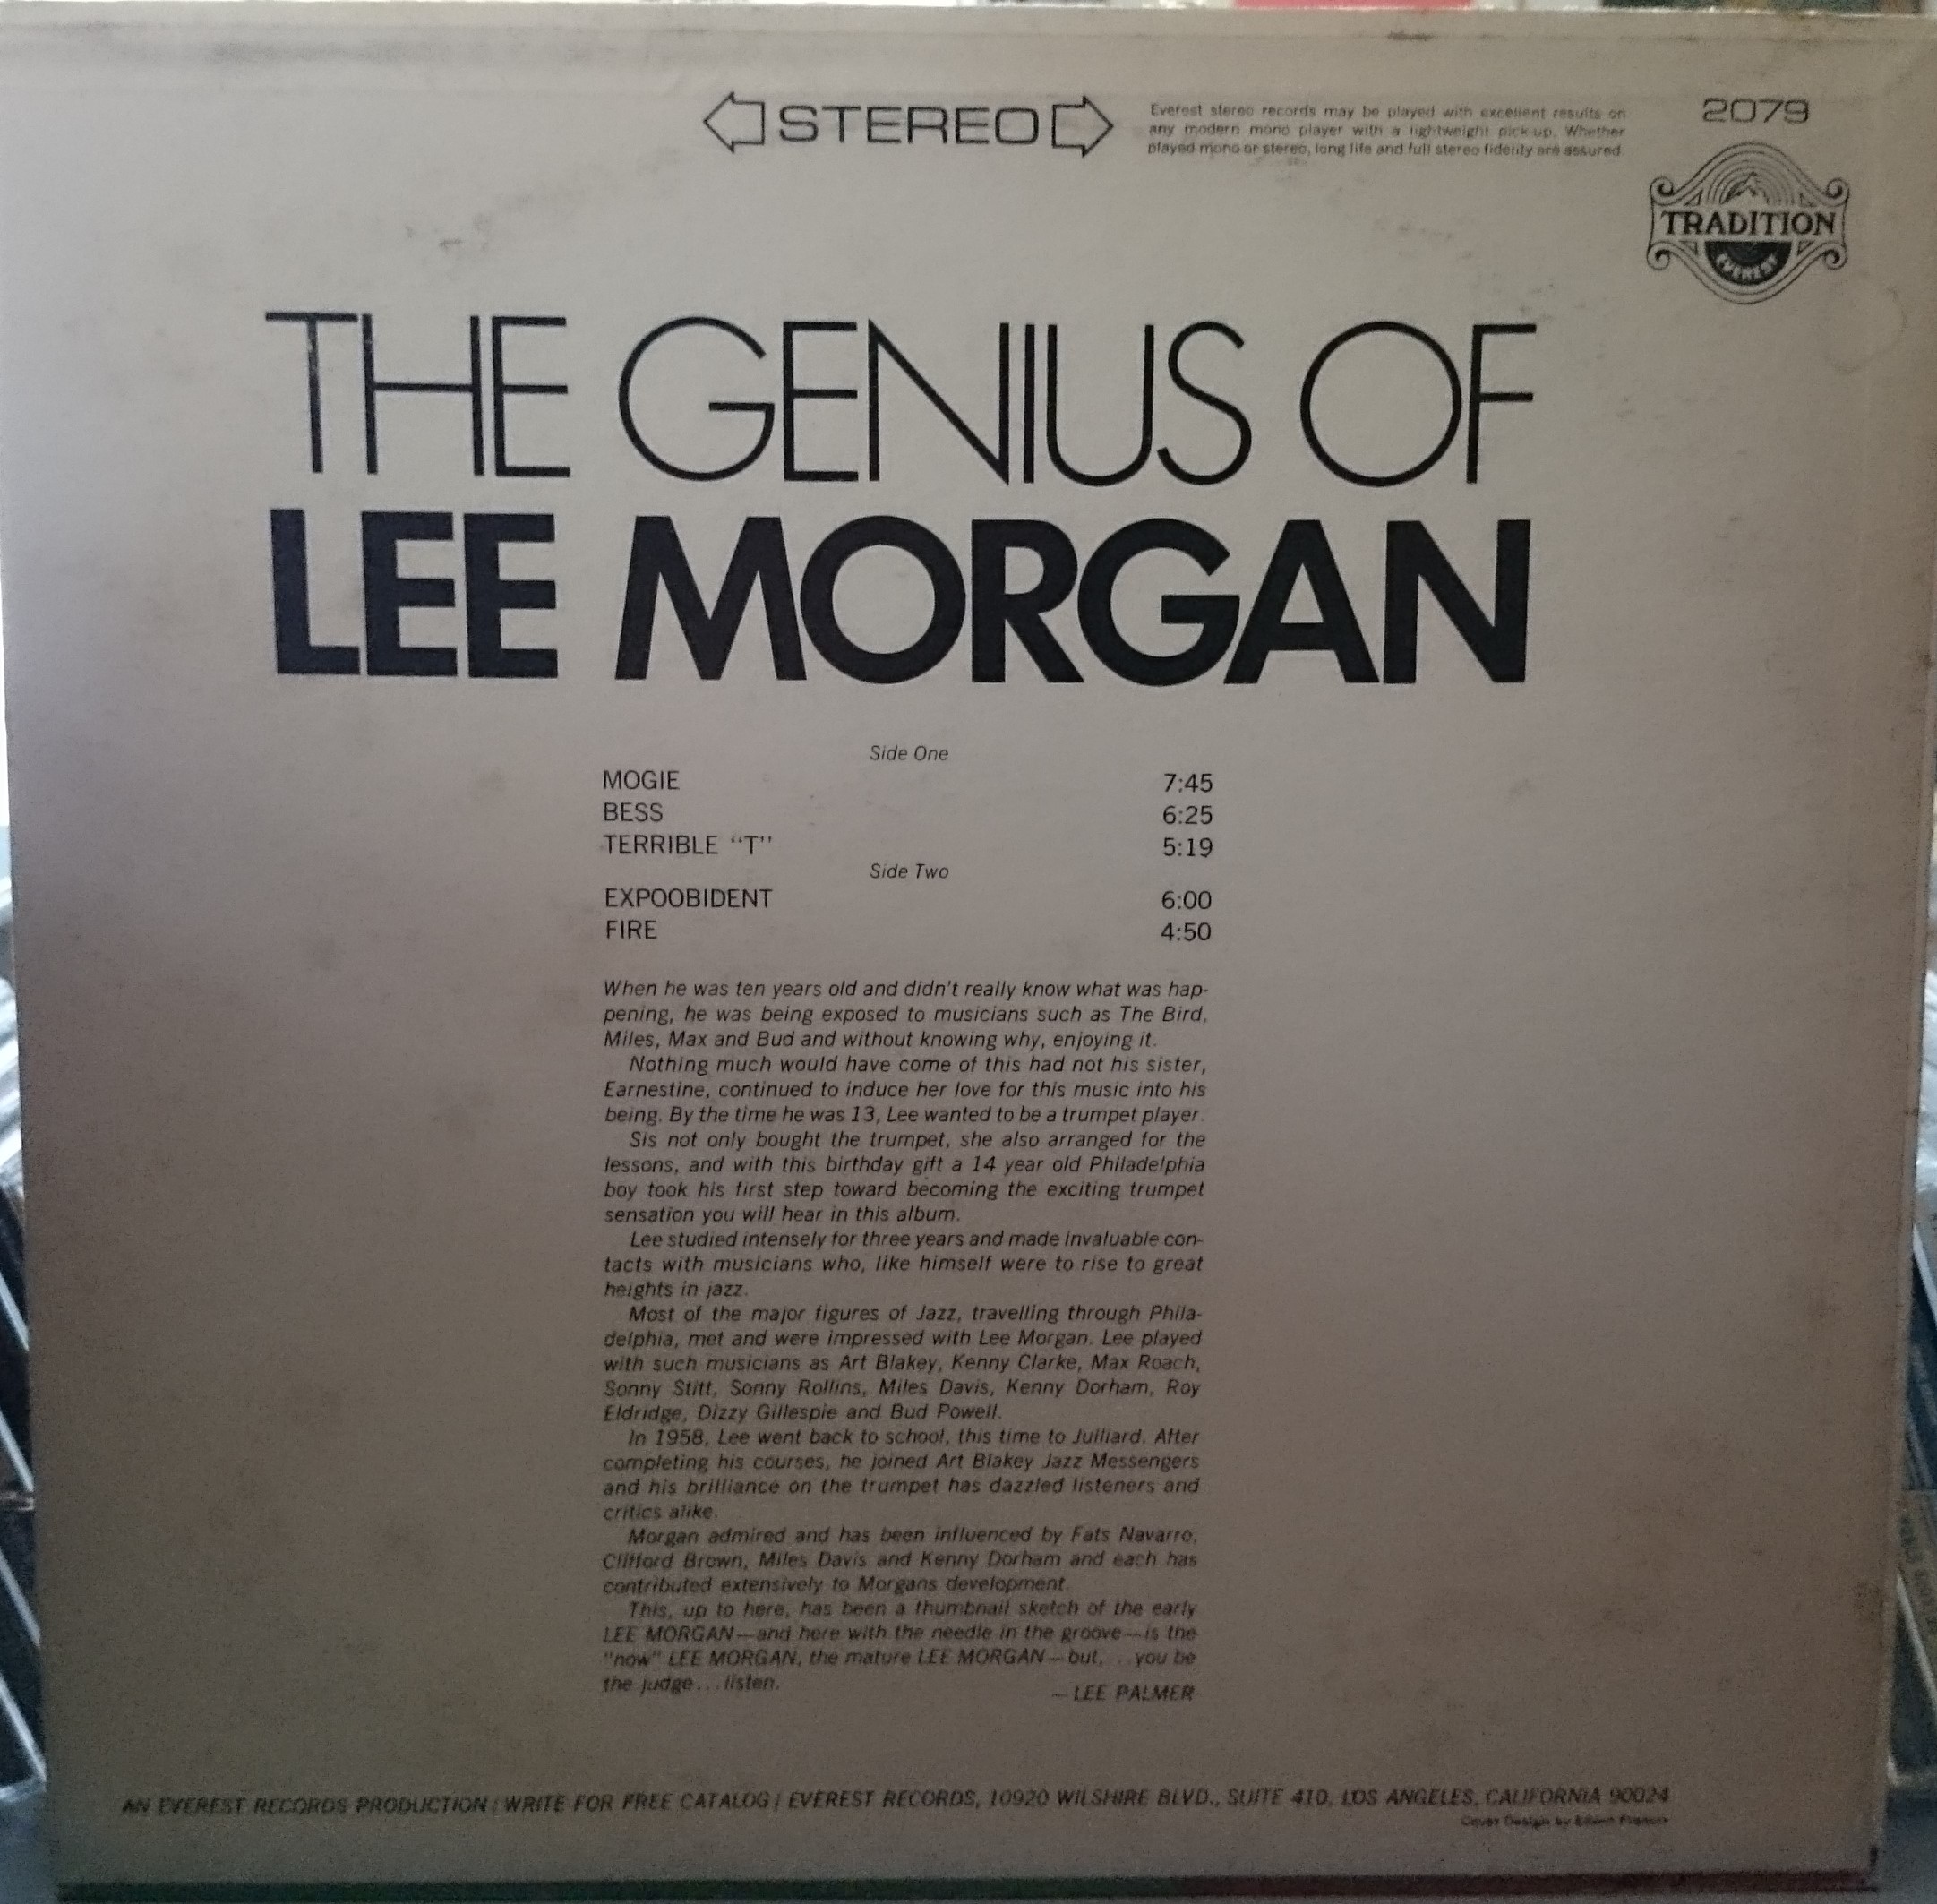 STEREO
Everest stereo records may be played with excellent results on
any modern mono player with a lightweight pick-up. Whether
played mono or stereo, long life and full stereo fidelity are assured
2079
TRADITION
EVEREST
THE GENIUS OF
LEE MORGAN
Side One
MOGIE 7:45
BESS 6:25
TERRIBLE “T” 5:19
Side Two
EXPOOBIDENT 6:00
FIRE 4:50
When he was ten years old and didn't really know what was hap-
pening, he was being exposed to musicians such as The Bird,
Miles, Max and Bud and without knowing why, enjoying it.
Nothing much would have come of this had not his sister,
Earnestine, continued to induce her love for this music into his
being. By the time he was 13, Lee wanted to be a trumpet player.
Sis not only bought the trumpet, she also arranged for the
lessons, and with this birthday gift a 14 year old Philadelphia
boy took his first step toward becoming the exciting trumpet
sensation you will hear in this album.
Lee studied intensely for three years and made invaluable con-
tacts with musicians who, like himself were to rise to great
heights in jazz.
Most of the major figures of Jazz, travelling through Phila-
delphia, met and were impressed with Lee Morgan. Lee played
with such musicians as Art Blakey, Kenny Clarke, Max Roach,
Sonny Stitt, Sonny Rollins, Miles Davis, Kenny Dorham, Roy
Eldridge, Dizzy Gillespie and Bud Powell.
In 1958, Lee went back to school, this time to Juilliard. After
completing his courses, he joined Art Blakey Jazz Messengers
and his brilliance on the trumpet has dazzled listeners and
critics alike.
Morgan admired and has been influenced by Fats Navarro,
Clifford Brown, Miles Davis and Kenny Dorham and each has
contributed extensively to Morgans development.
This, up to here, has been a thumbnail sketch of the early
LEE MORGAN—and here with the needle in the groove—is the
"now" LEE MORGAN, the mature LEE MORGAN—but, . . you be
the judge...listen.
—LEE PALMER
AN EVEREST RECORDS PRODUCTION / WRITE FOR FREE CATALOG / EVEREST RECORDS, 10920 WILSHIRE BLVD., SUITE 410, LOS ANGELES, CALIFORNIA 90024
Cover Design by